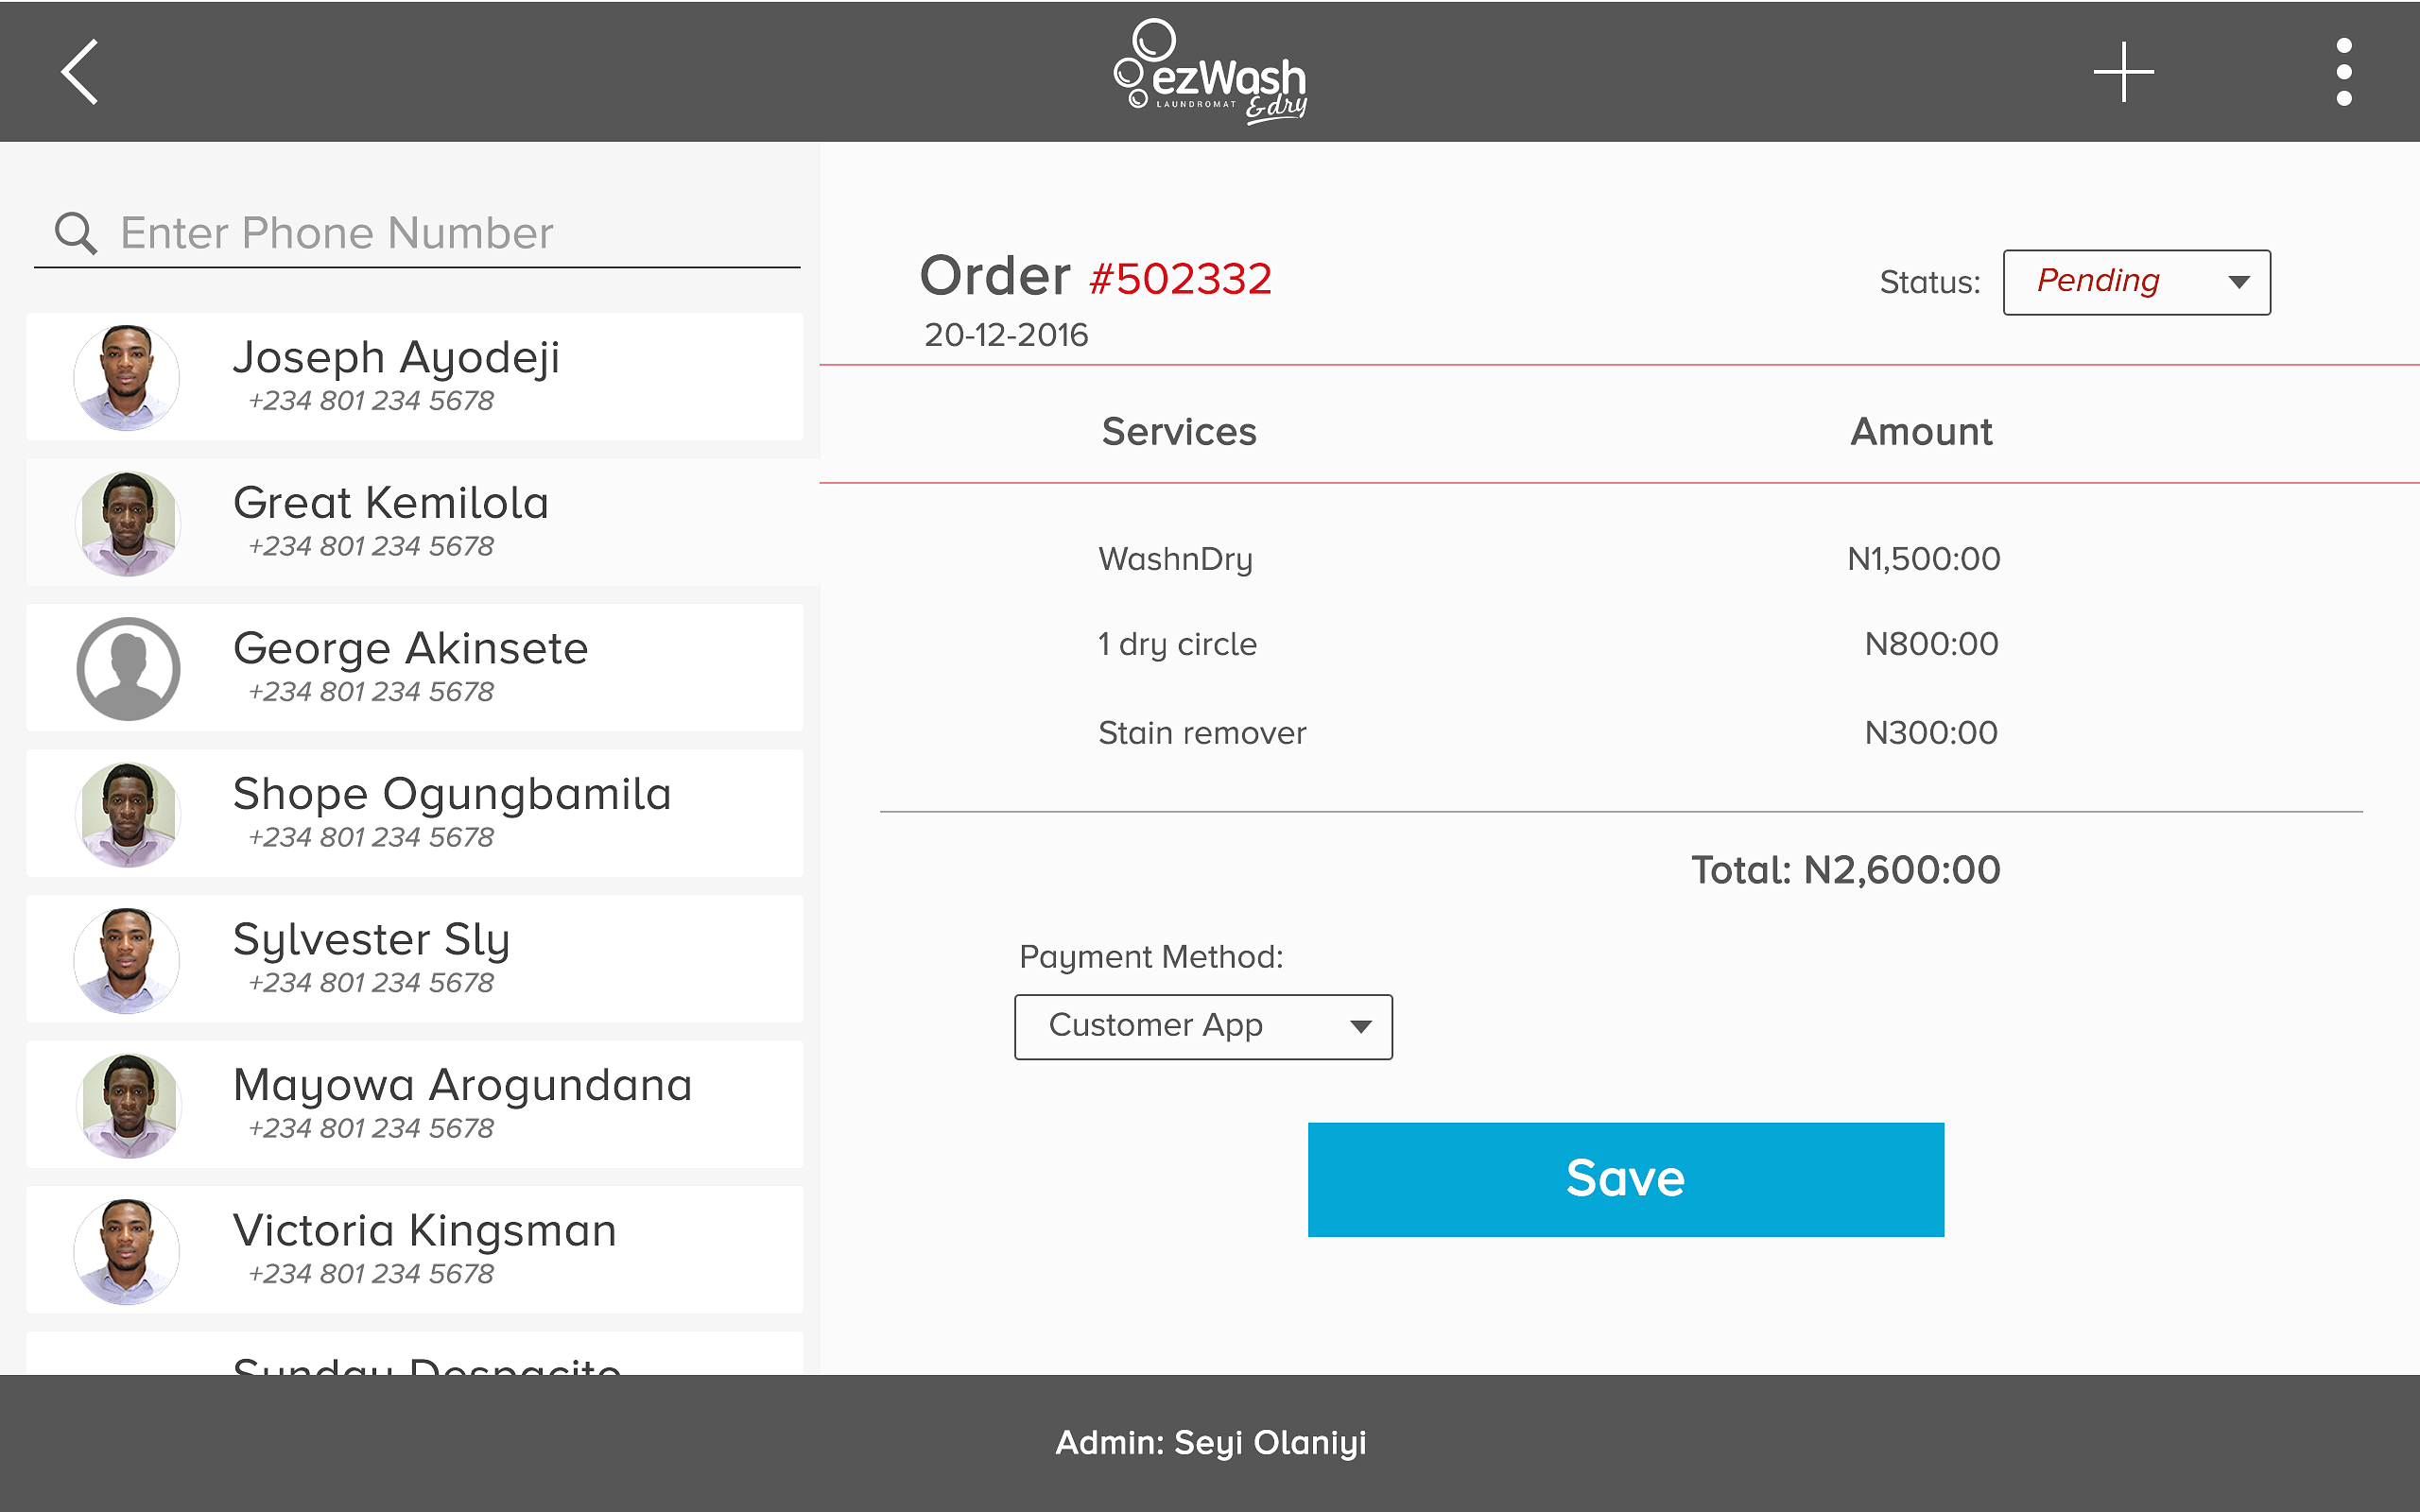 ezWash
LAUNDROMAT
&dry
Enter Phone Number
Joseph Ayodeji
+234 801 234 5678
Great Kemilola
+234 801 234 5678
George Akinsete
+234 801 234 5678
Shope Ogungbamila
+234 801 234 5678
Sylvester Sly
+234 801 234 5678
Mayowa Arogundana
+234 801 234 5678
Victoria Kingsman
+234 801 234 5678
Sunday Despacito
Order #502332
20-12-2016
Status: Pending
Services Amount
WashnDry N1,500:00
1 dry circle N800:00
Stain remover N300:00
Total: N2,600:00
Payment Method:
Customer App
Save
Admin: Seyi Olaniyi